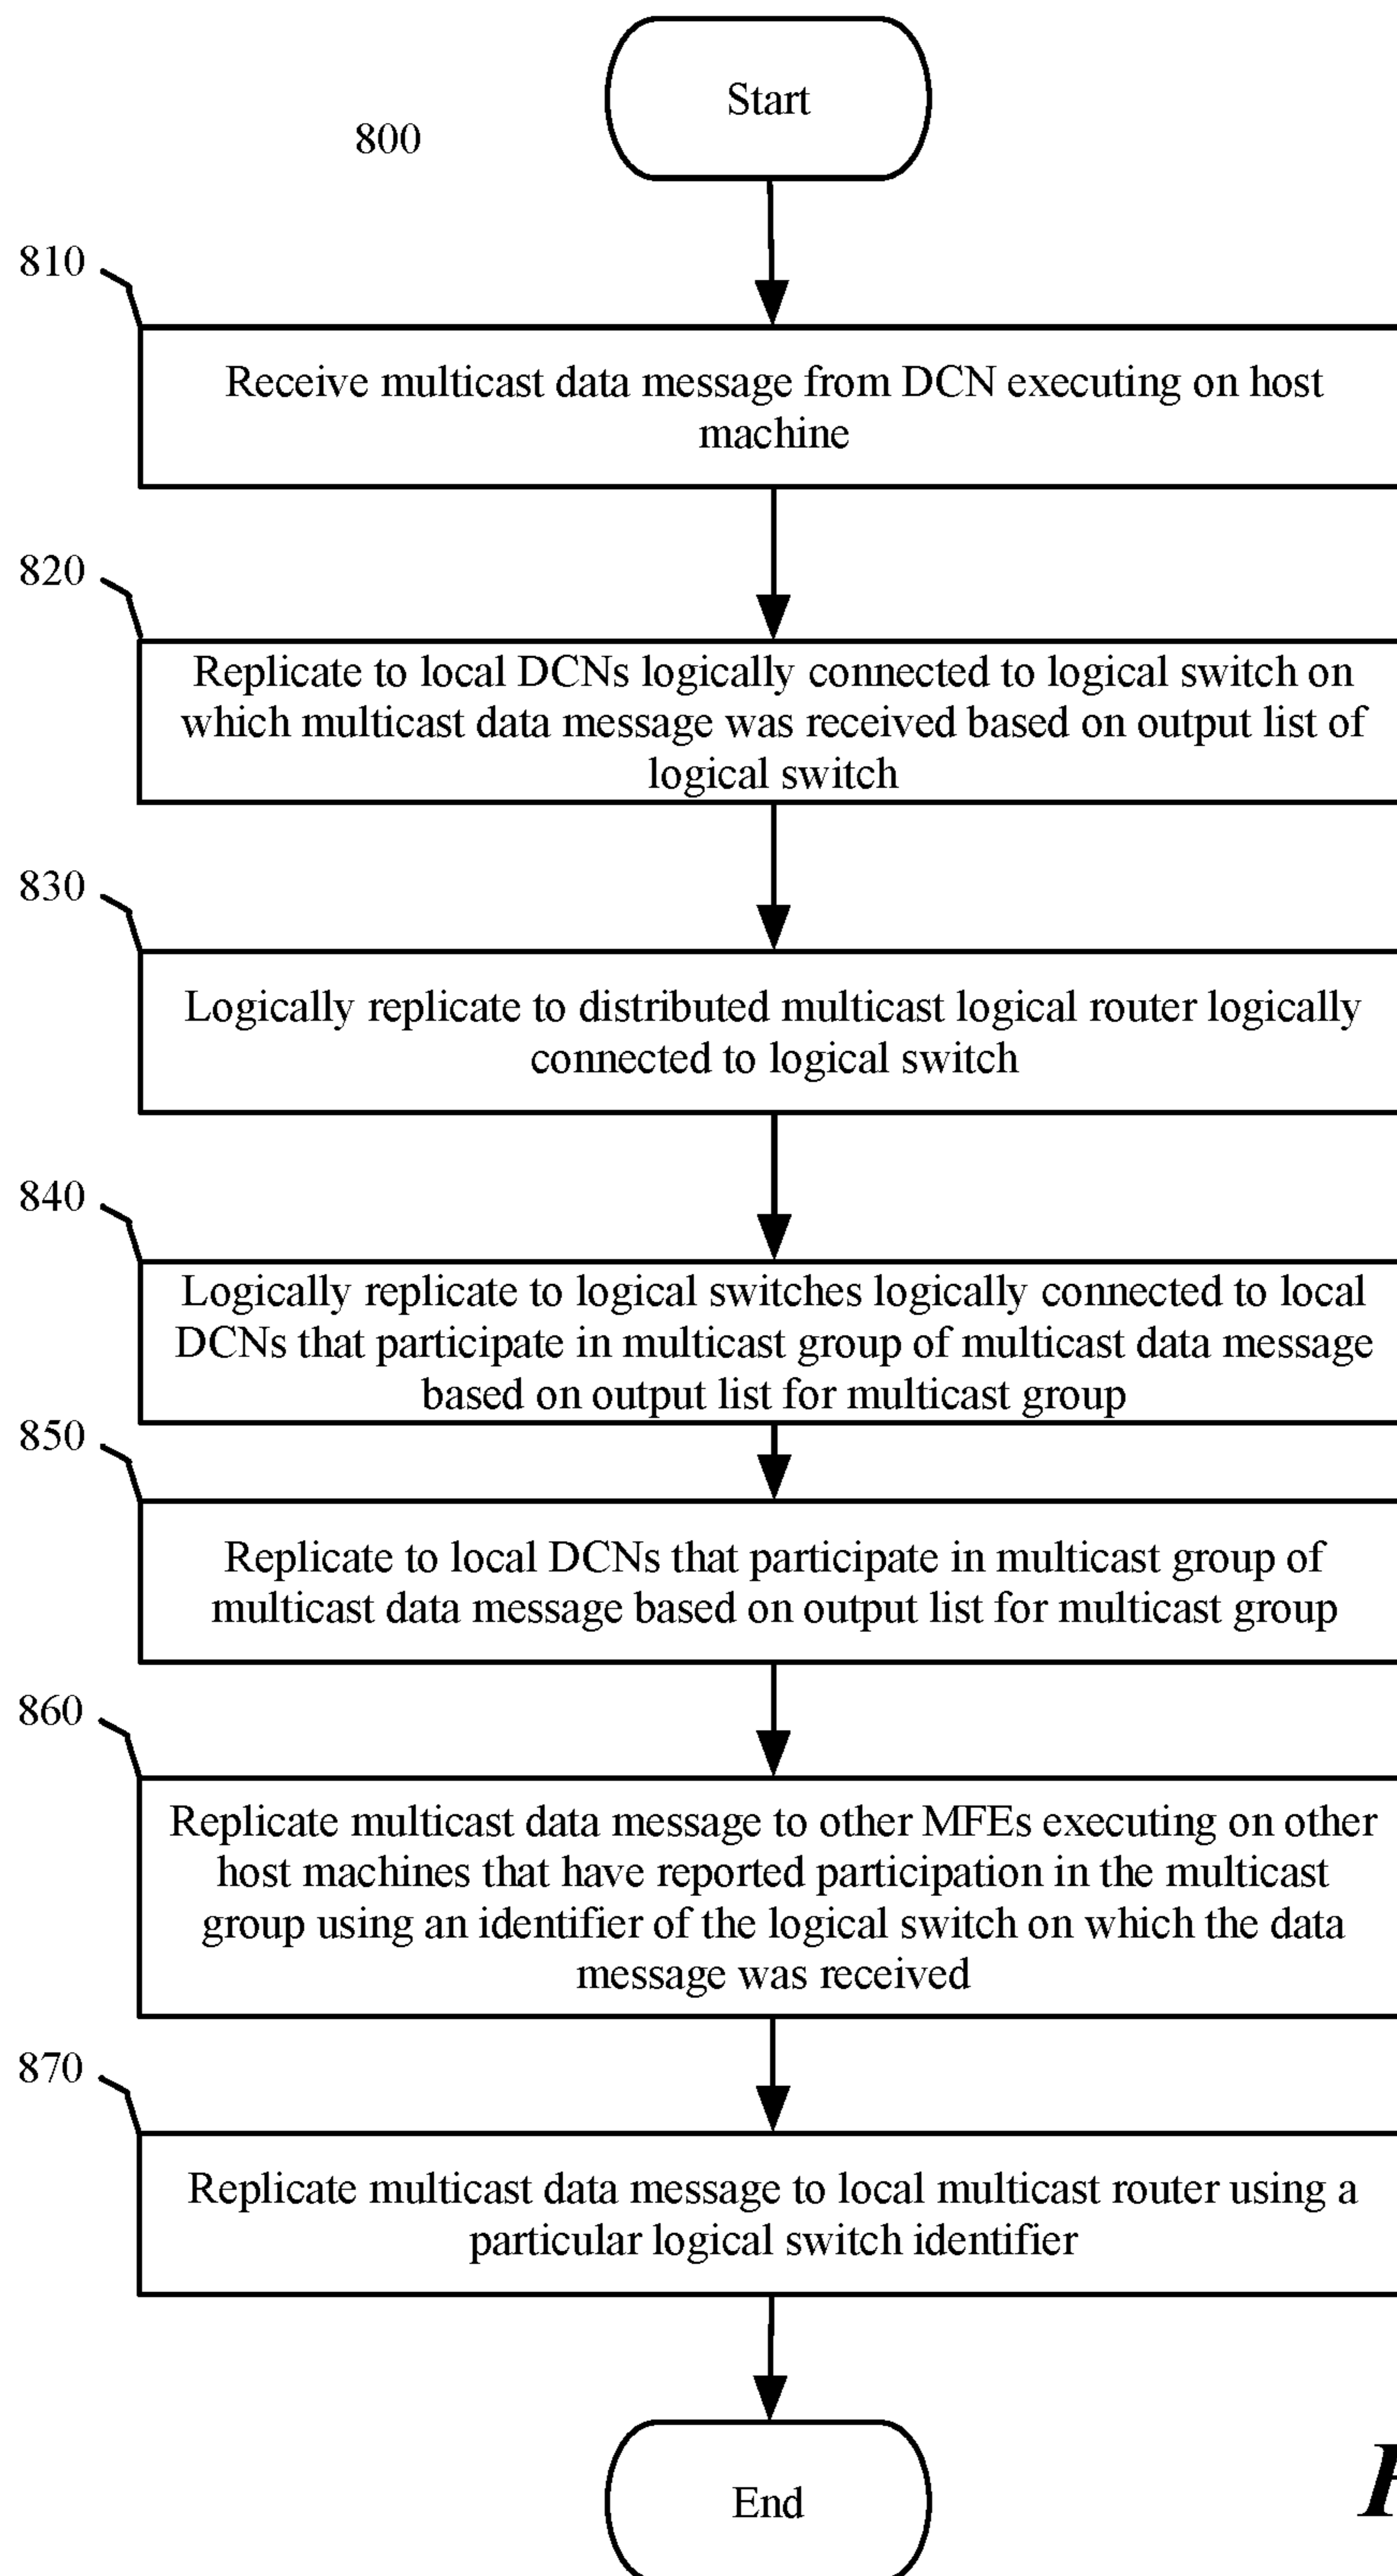 Start
800
810
Receive multicast data message from DCN executing on host
machine
820
Replicate to local DCNs logically connected to logical switch on
which multicast data message was received based on output list of
logical switch
830
Logically replicate to distributed multicast logical router logically
connected to logical switch
840
Logically replicate to logical switches logically connected to local
DCNs that participate in multicast group of multicast data message
based on output list for multicast group
850
Replicate to local DCNs that participate in multicast group of
multicast data message based on output list for multicast group
860
Replicate multicast data message to other MFEs executing on other
host machines that have reported participation in the multicast
group using an identifier of the logical switch on which the data
message was received
870
Replicate multicast data message to local multicast router using a
particular logical switch identifier
End